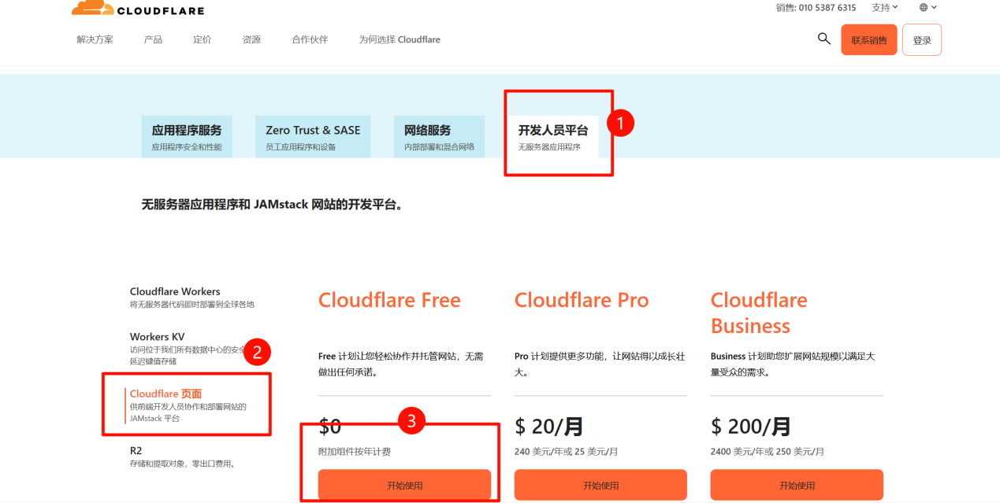 CLOUDFLARE
销售: 010 5387 6315 支持
解决方案 产品 定价 资源 合作伙伴 为何选择 Cloudflare
联系销售 登录
应用程序服务 Zero Trust & SASE 网络服务 开发人员平台 1
应用程序安全和性能 员工应用程序和设备 内部部署和混合网络 无服务器应用程序
无服务器应用程序和 JAMstack 网站的开发平台。
Cloudflare Workers
将无服务器代码即时部署到全球各地
Workers KV
访问位于我们所有数据中心的安全
延迟键值存储
2
Cloudflare 页面
供前端开发人员协作和部署网站的
JAMstack 平台
R2
存储和提取对象，零出口费用。
Cloudflare Free
Free 计划让您轻松协作并托管网站，无需
做出任何承诺。
$0
3
附加组件按年计费
开始使用
Cloudflare Pro
Pro 计划提供更多功能，让网站得以成长壮
大。
$ 20/月
240 美元/年或 25 美元/月
开始使用
Cloudflare
Business
Business 计划助您扩展网站规模以满足大
量受众的需求。
$ 200/月
2400 美元/年或 250 美元/月
开始使用